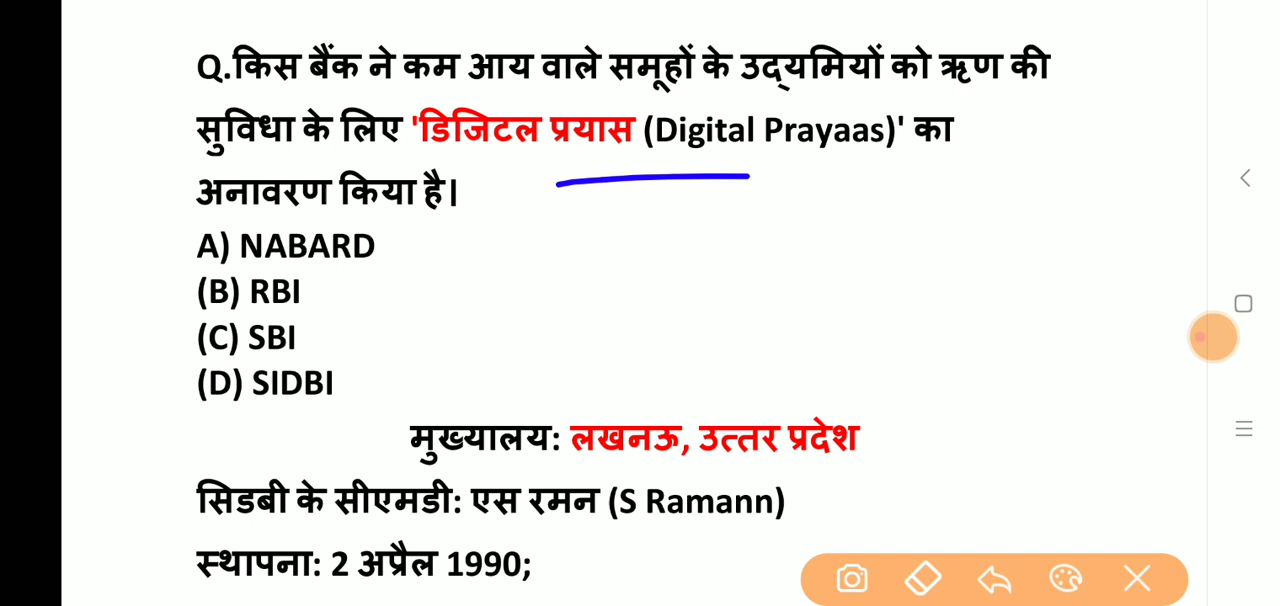 Q.किस बैंक ने कम आय वाले समूहों के उद्यमियों को ऋण की
सुविधा के लिए 'डिजिटल प्रयास (Digital Prayaas)' का
अनावरण किया है।
A) NABARD
(B) RBI
(C) SBI
(D) SIDBI
मुख्यालय: लखनऊ, उत्तर प्रदेश
सिडबी के सीएमडी: एस रमन (S Ramann)
स्थापना: 2 अप्रैल 1990;